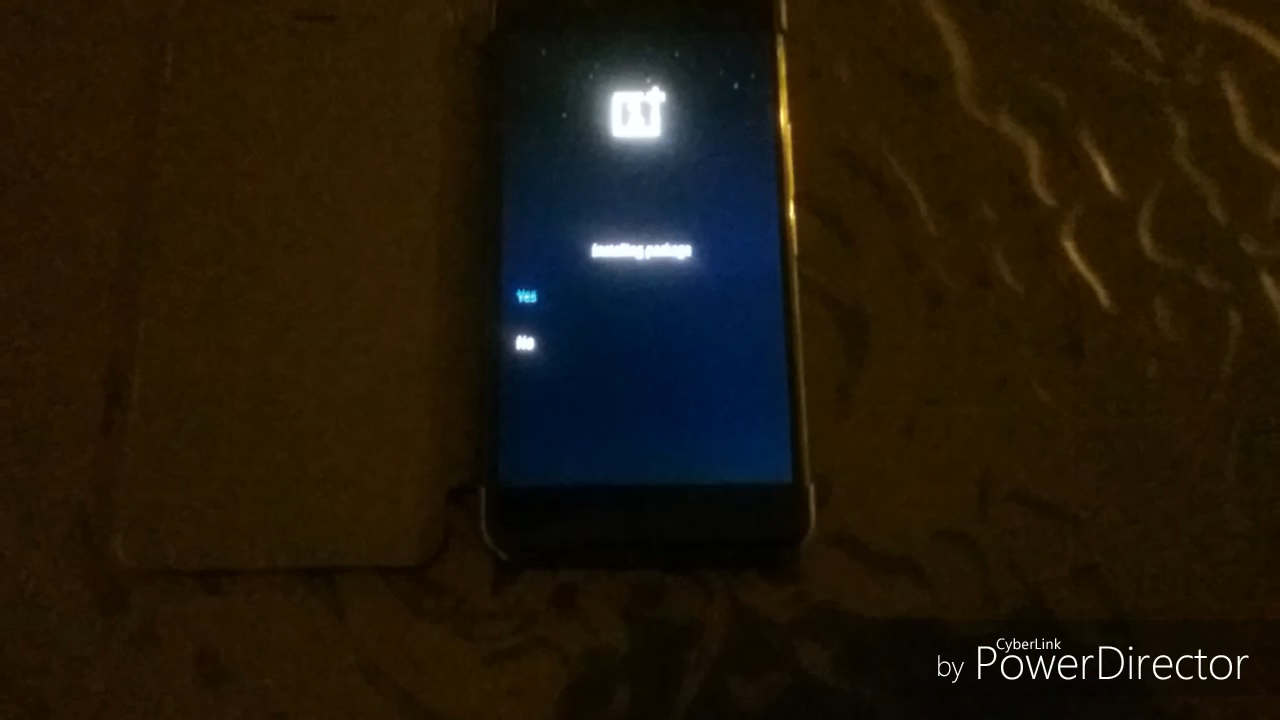 Installing package
Yes
No
CyberLink
by PowerDirector